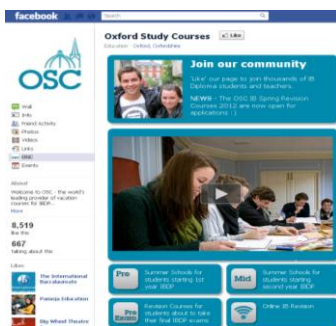 facebook
Search
Oxford Study Courses
Like
Education · Oxford, Oxfordshire
OSC
Join our community
'Like' our page to join thousands of IB
Diploma students and teachers.
NEWS - The OSC IB Spring Revision
Courses 2012 are now open for
applications :)
Wall
Info
Friend Activity
Photos
Videos
Links
OSC
Events
About
Welcome to OSC - the world's
leading provider of vacation
courses for IBDP...
More
8,519
like this
667
talking about this
Likes
The International
Baccalaureate
Pamoja Education
Big Wheel Theatre
Pre
Summer Schools for
students starting 1st
year IBDP
Mid
Summer Schools for
students starting
second year IBDP
Pre
Exam
Revision Courses for
students about to take
their final IBDP exams
Online IB Revision